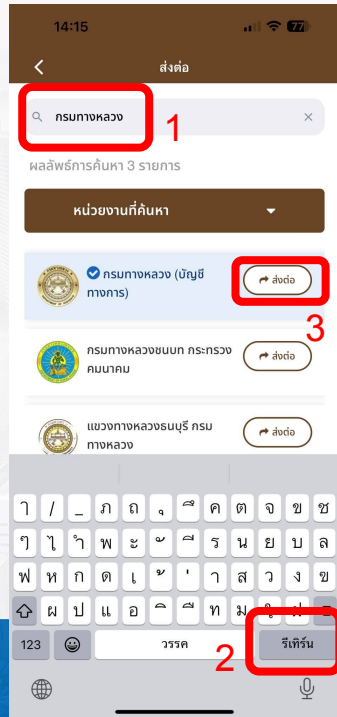 14:15
77
ส่งต่อ
กรมทางหลวง
1
ผลลัพธ์การค้นหา 3 รายการ
หน่วยงานที่ค้นหา
กรมทางหลวง (บัญชี
ทางการ)
ส่งต่อ
3
กรมทางหลวงชนบท กระทรวง
คมนาคม
ส่งต่อ
แขวงทางหลวงธนบุรี กรม
ทางหลวง
ส่งต่อ
ๅ / _ ภ ถ ุ ึ ค ต จ ข ช
ๆ ไ ำ พ ะ ั ี ร น ย บ ล
ฟ ห ก ด เ ้ ่ า ส ว ง ฃ
ผ ป แ อ ิ ื ท ม
123
วรรค
2
รีเทิร์น